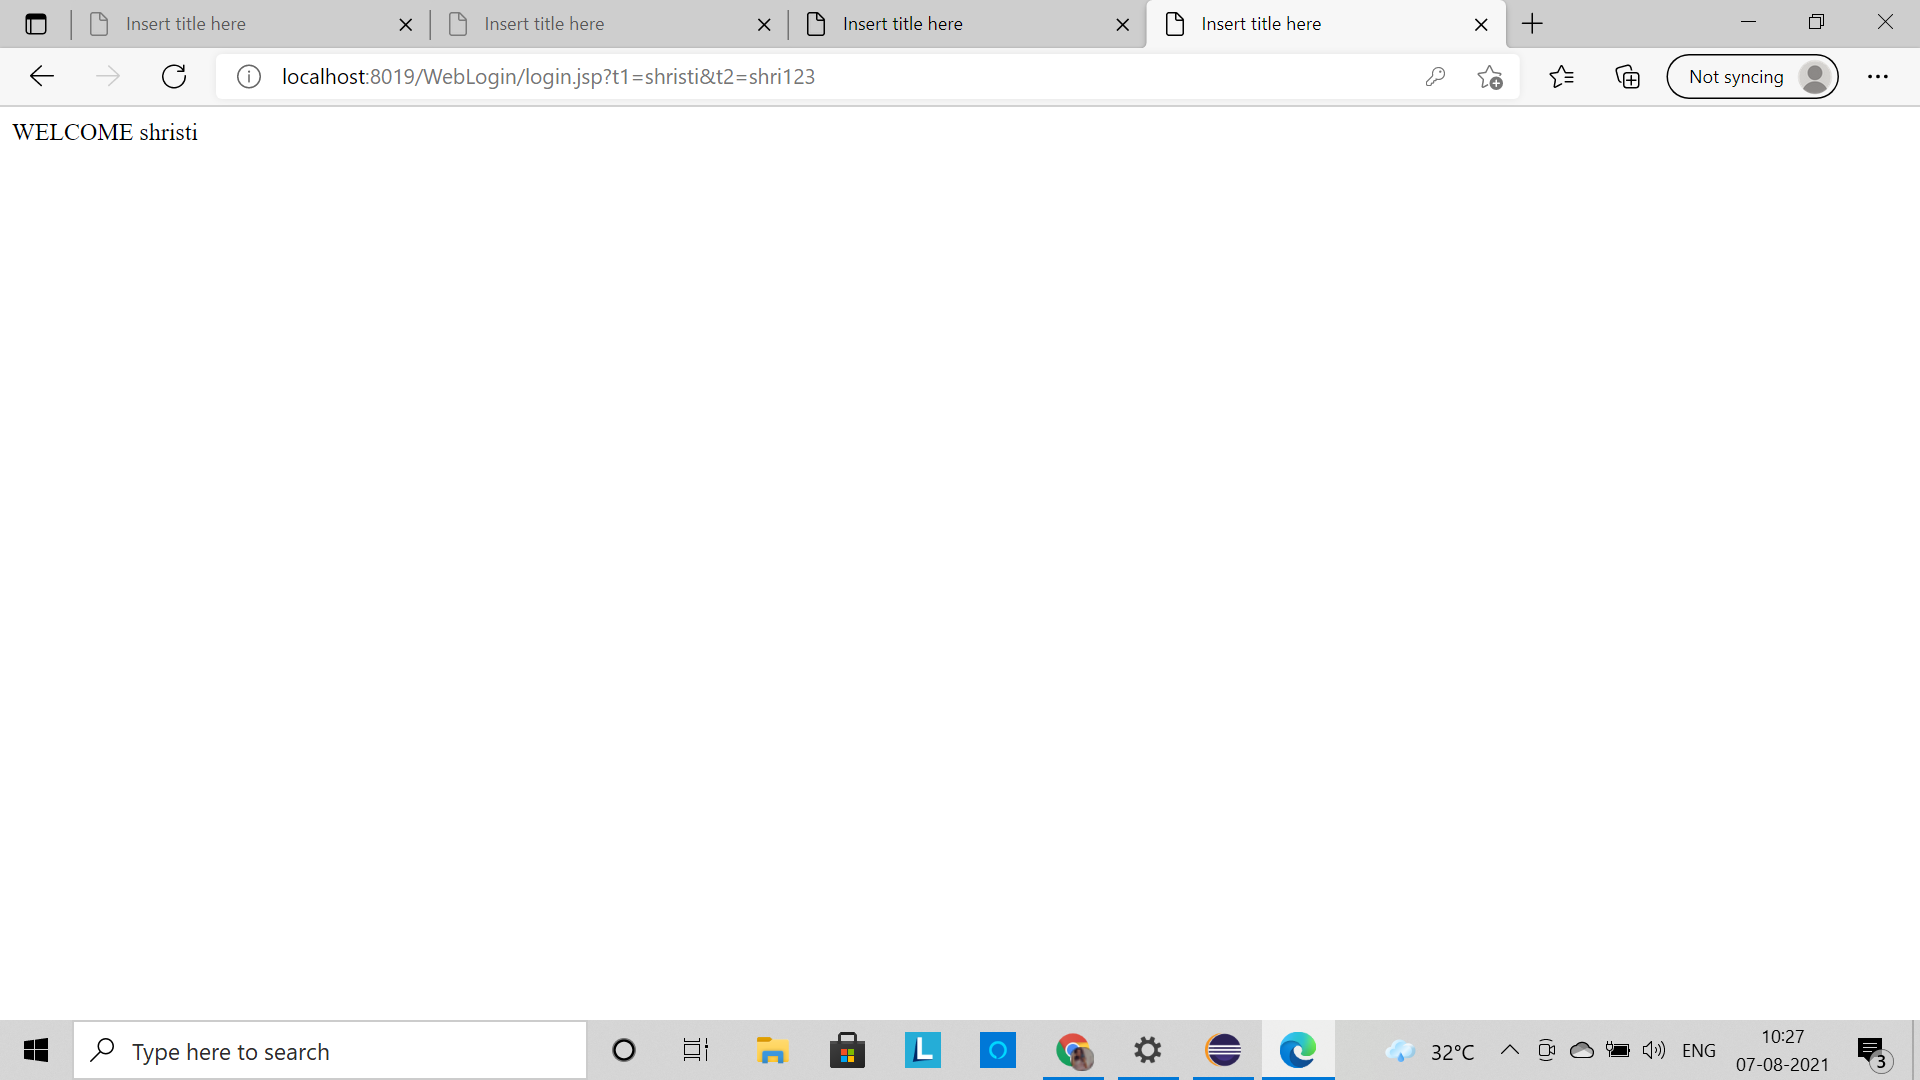 Insert title here
Insert title here
Insert title here
Insert title here
localhost:8019/WebLogin/login.jsp?t1=shristi&t2=shri123
Not syncing
WELCOME shristi
Type here to search
L
32°C
ENG
10:27
07-08-2021
3